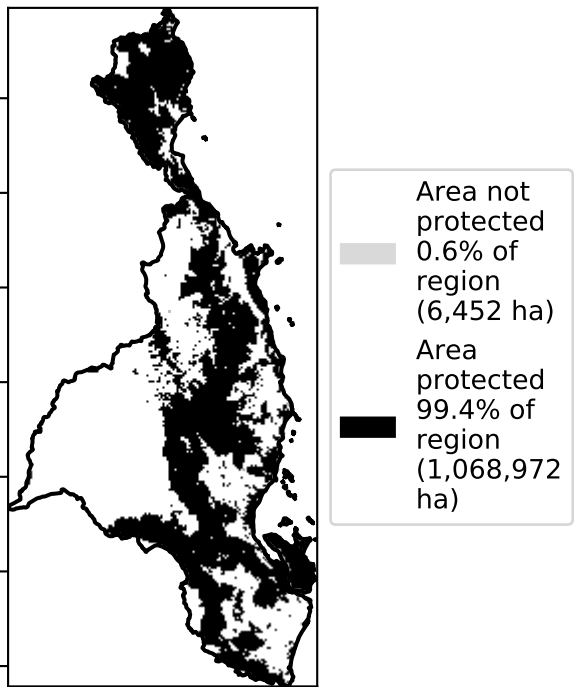 Area not
protected
0.6% of
region
(6,452 ha)
Area
protected
99.4% of
region
(1,068,972
ha)